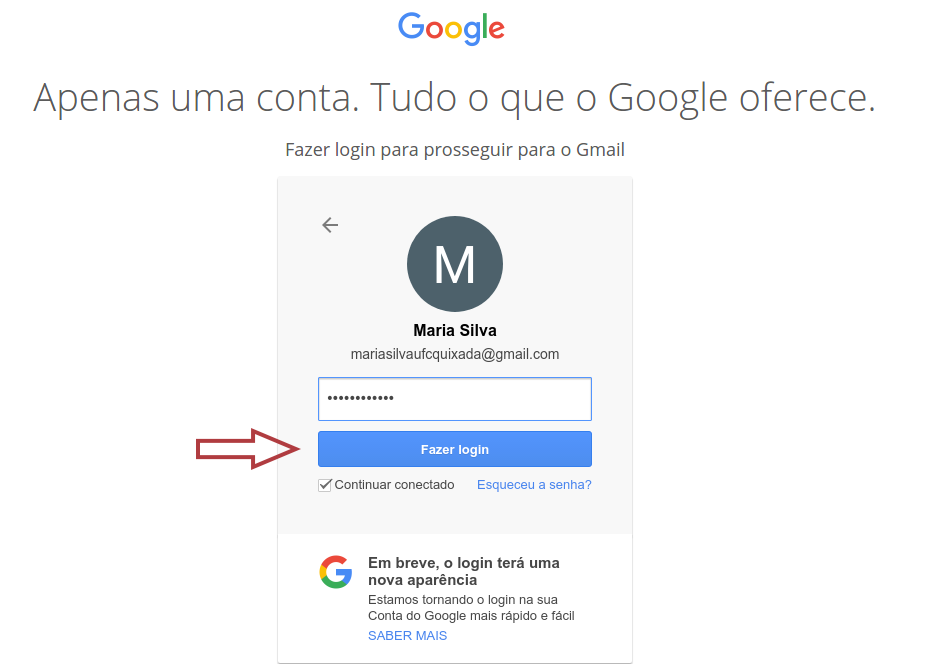 Google
Apenas uma conta. Tudo o que o Google oferece.
Fazer login para prosseguir para o Gmail
M
Maria Silva
mariasilvaufcquixada@gmail.com
••••••••••••
Fazer login
Continuar conectado Esqueceu a senha?
G
Em breve, o login terá uma
nova aparência
Estamos tornando o login na sua
Conta do Google mais rápido e fácil
SABER MAIS